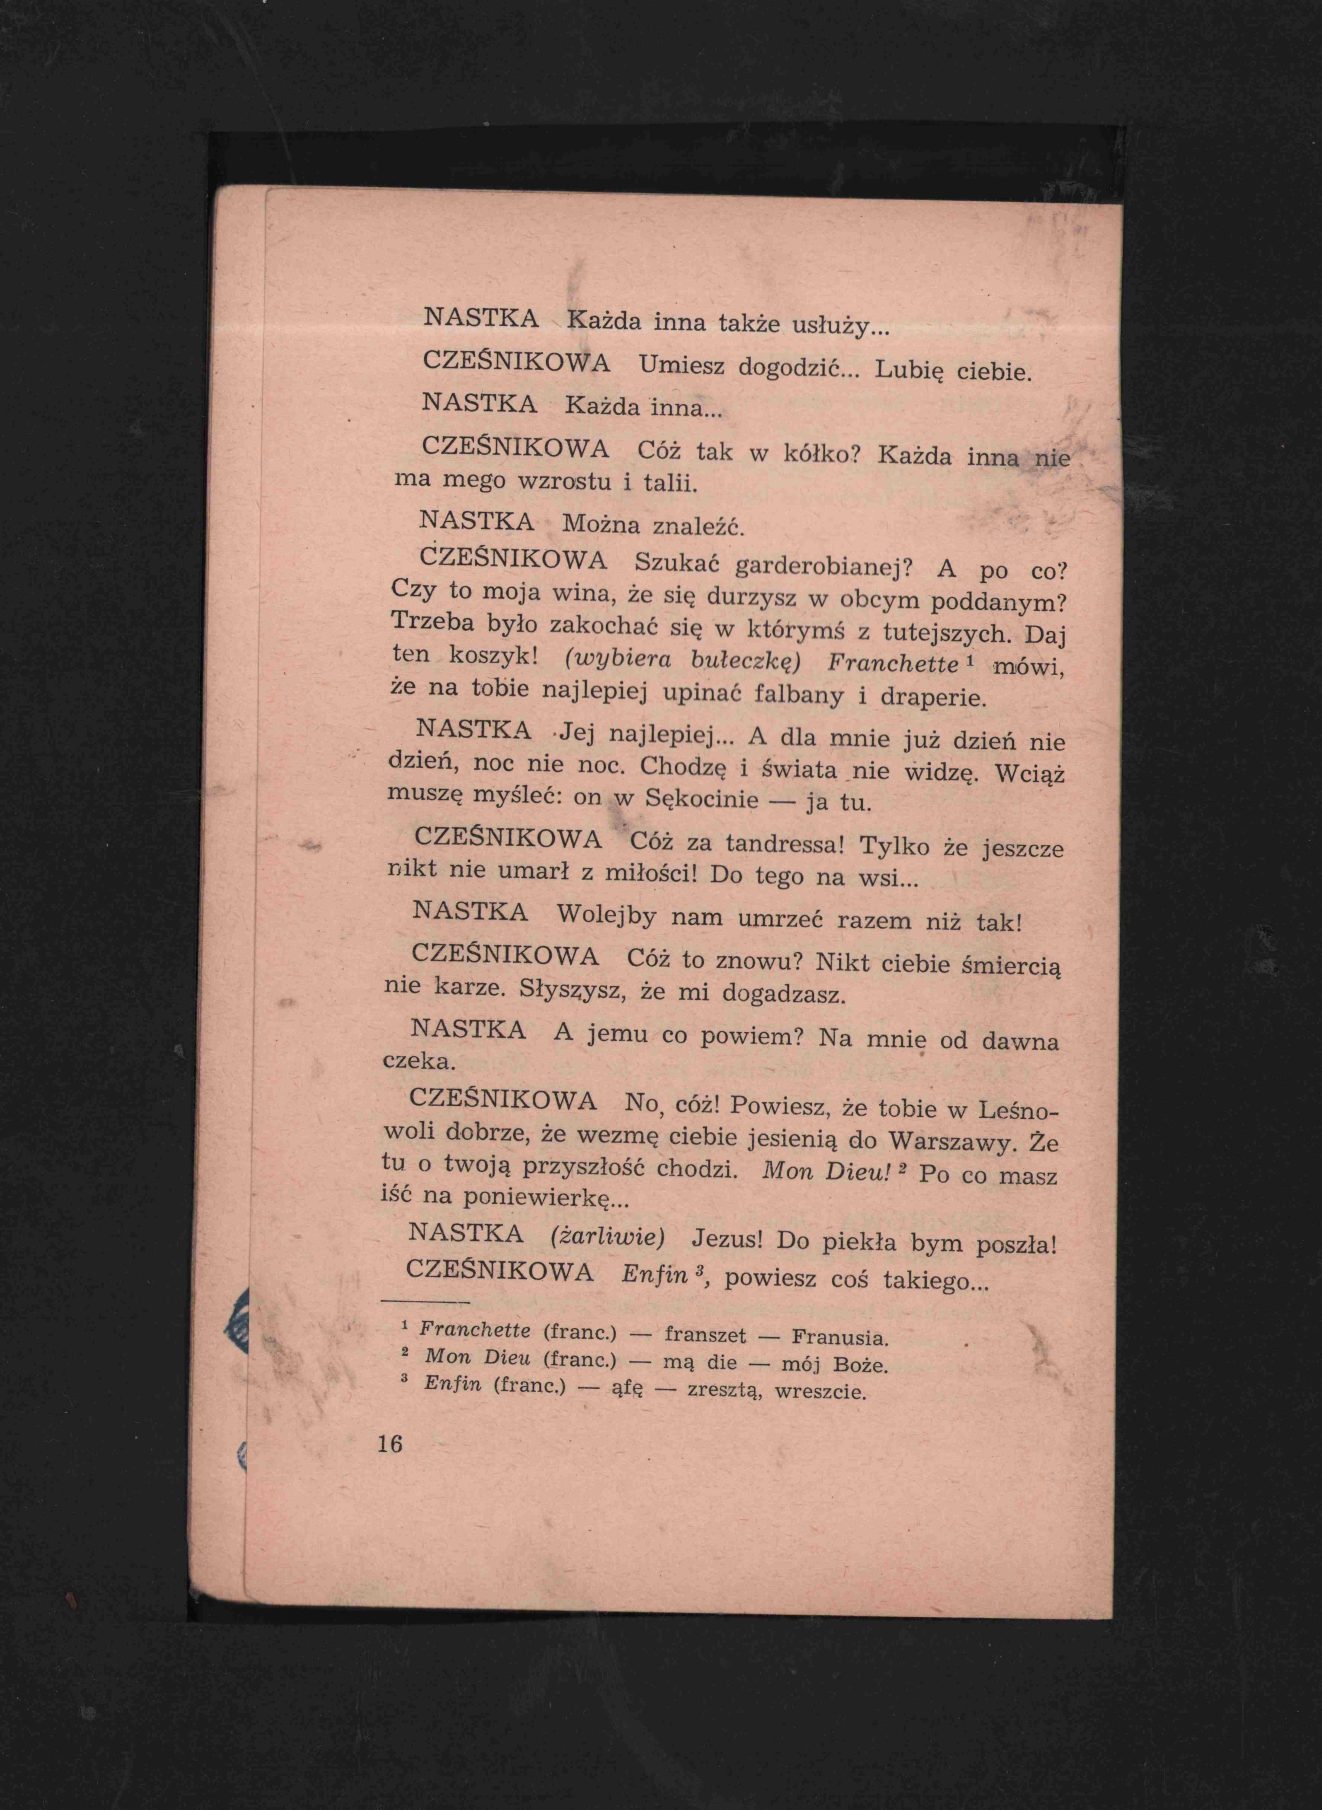 NASTKA Każda inna także usłuży...
CZEŚNIKOWA Umiesz dogodzić... Lubię ciebie.
NASTKA Każda inna...
CZEŚNIKOWA Cóż tak w kółko? Każda inna nie
ma mego wzrostu i talii.
NASTKA Można znaleźć.
CZEŚNIKOWA Szukać garderobianej? A po co?
Czy to moja wina, że się durzysz w obcym poddanym?
Trzeba było zakochać się w którymś z tutejszych. Daj
ten koszyk! (wybiera bułeczkę) Franchette ¹ mówi,
że na tobie najlepiej upinać falbany i draperie.
NASTKA Jej najlepiej... A dla mnie już dzień nie
dzień, noc nie noc. Chodzę i świata nie widzę. Wciąż
muszę myśleć: on w Sękocinie — ja tu.
CZEŚNIKOWA Cóż za tandressa! Tylko że jeszcze
nikt nie umarł z miłości! Do tego na wsi...
NASTKA Wolejby nam umrzeć razem niż tak!
CZEŚNIKOWA Cóż to znowu? Nikt ciebie śmiercią
nie karze. Słyszysz, że mi dogadzasz.
NASTKA A jemu co powiem? Na mnie od dawna
czeka.
CZEŚNIKOWA No, cóż! Powiesz, że tobie w Leśno-
woli dobrze, że wezmę ciebie jesienią do Warszawy. Że
tu o twoją przyszłość chodzi. Mon Dieu! ² Po co masz
iść na poniewierkę...
NASTKA (żarliwie) Jezus! Do piekła bym poszła!
CZEŚNIKOWA Enfin ³, powiesz coś takiego...
¹ Franchette (franc.) — franszet — Franusia.
² Mon Dieu (franc.) — mą die — mój Boże.
³ Enfin (franc.) — ąfę — zresztą, wreszcie.
16